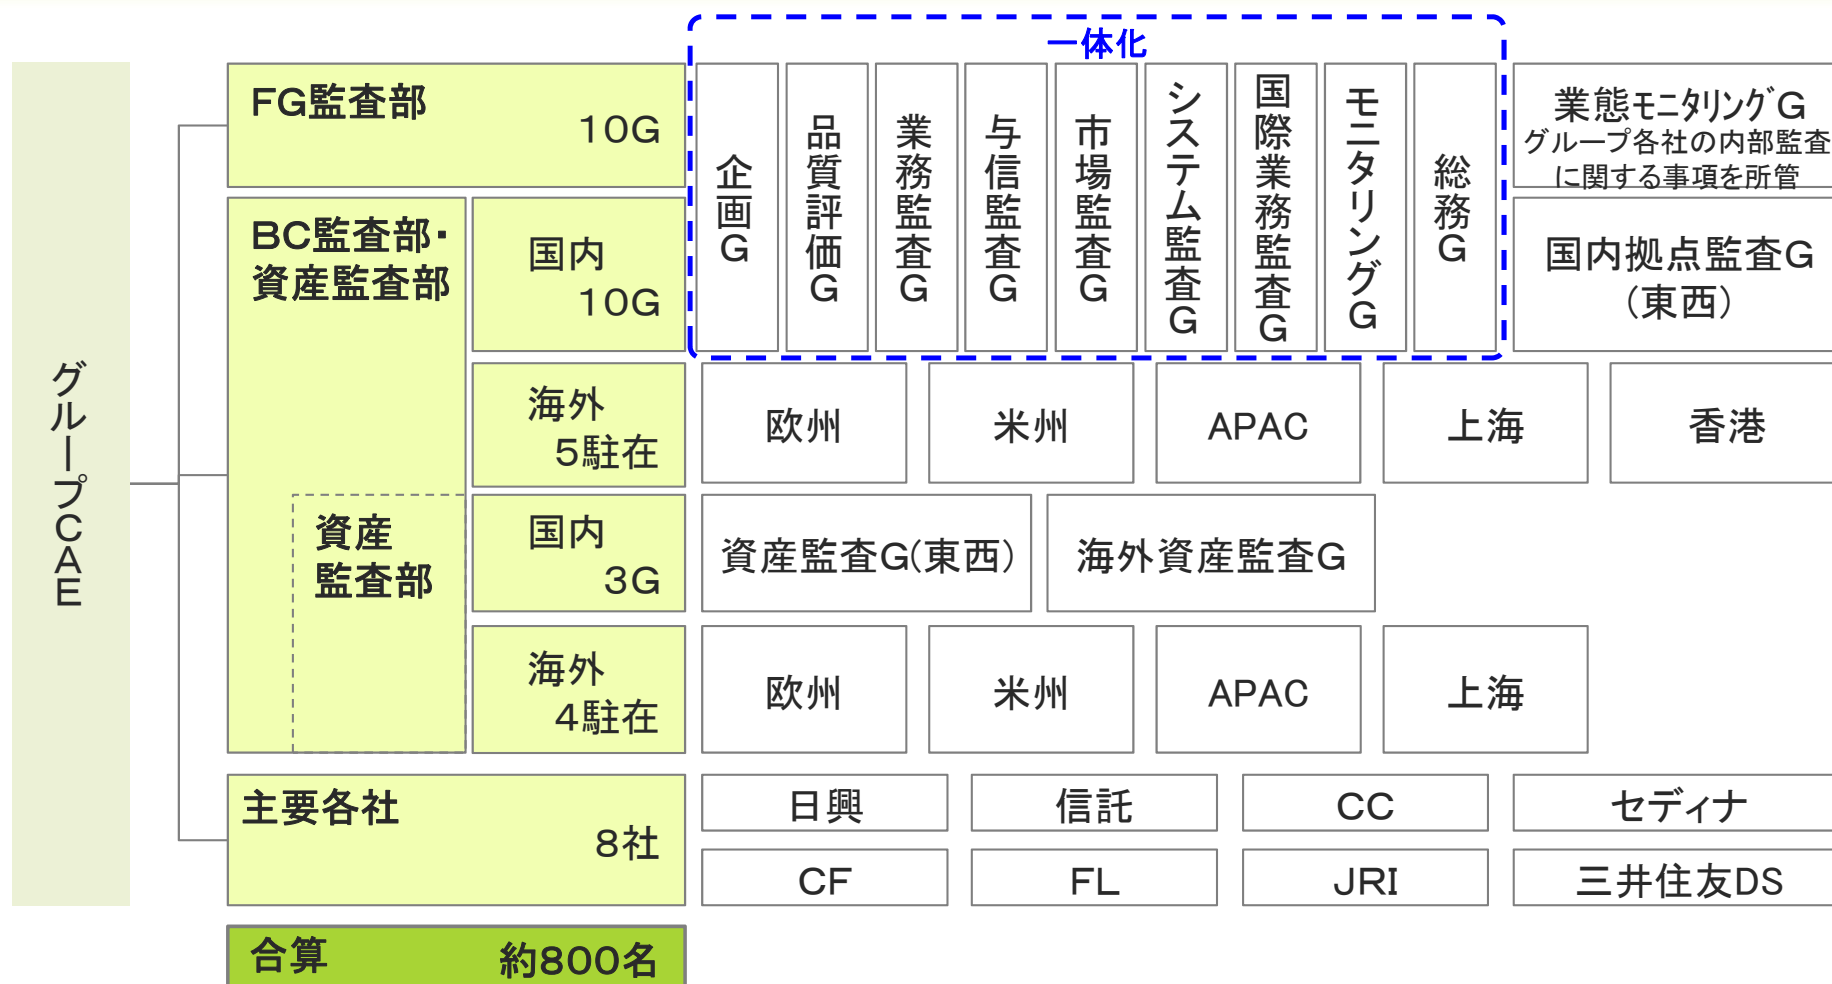 一体化
グループCAE
FG監査部
10G
企画G
品質評価G
業務監査G
与信監査G
市場監査G
システム監査G
国際業務監査G
モニタリングG
総務G
業態ﾓﾆﾀﾘﾝｸﾞG
グループ各社の内部監査
に関する事項を所管
BC監査部・
資産監査部
国内
10G
国内拠点監査G
(東西)
海外
5駐在
欧州
米州
APAC
上海
香港
資産
監査部
国内
3G
資産監査G(東西)
海外資産監査G
海外
4駐在
欧州
米州
APAC
上海
主要各社
8社
日興
信託
CC
セディナ
CF
FL
JRI
三井住友DS
合算
約800名